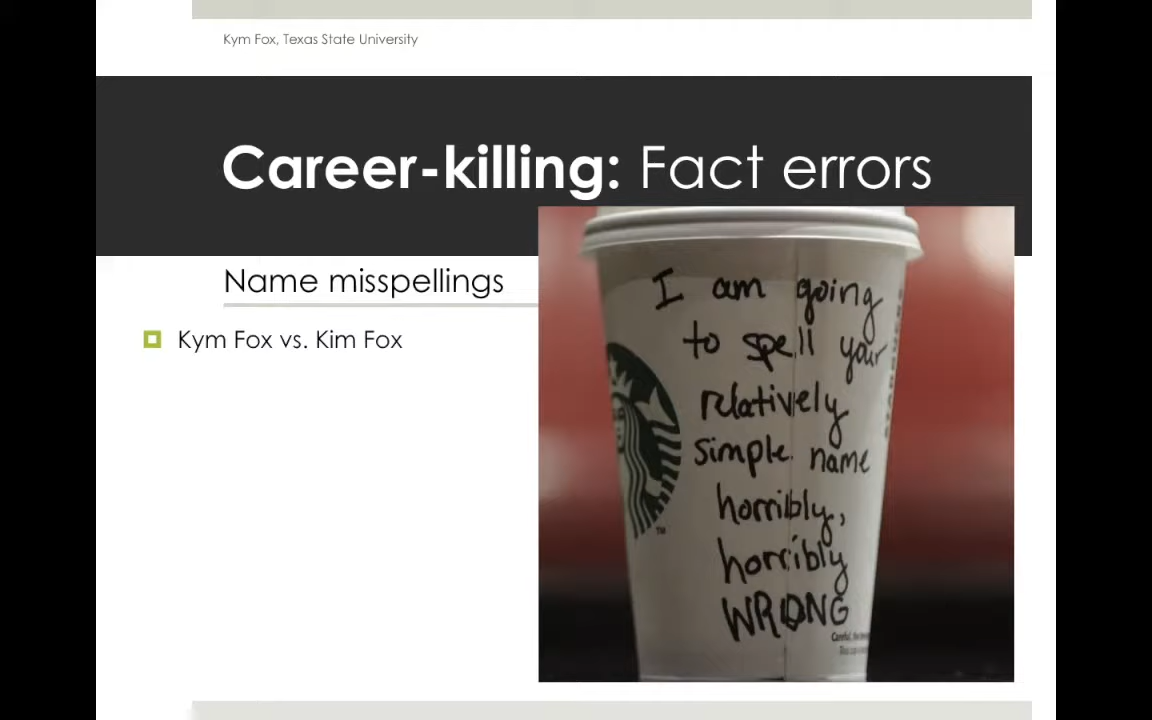 Kym Fox, Texas State University
Career-killing: Fact errors
Name misspellings
Kym Fox vs. Kim Fox
I am going
to spell your
relatively
simple name
horribly,
horribly
WRONG
TM